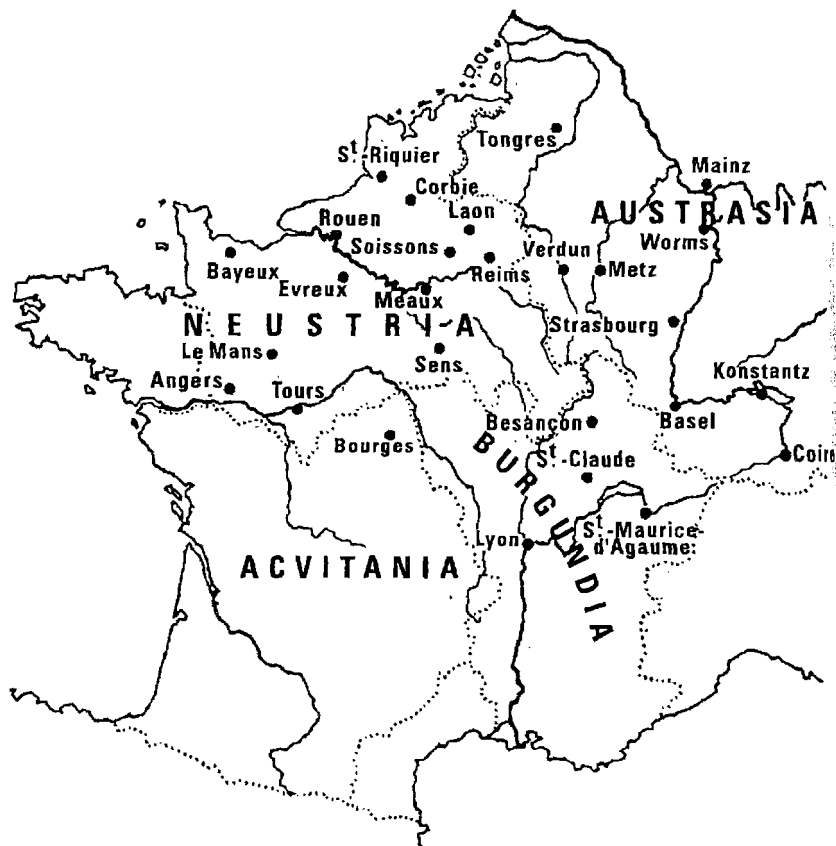 Tongres
St.-Riquier
Mainz
Corbie
Laon
AUSTRASIA
Rouen
Worms
Soissons
Verdun
Bayeux
Reims
Metz
Evreux
Meaux
NEUSTRIA
Strasbourg
Le Mans
Sens
Konstantz
Angers
Tours
Besançon
Basel
Bourges
BURGUNDIA
St.-Claude
Coire
Lyon
St.-Maurice-
d'Agaume
ACVITANIA